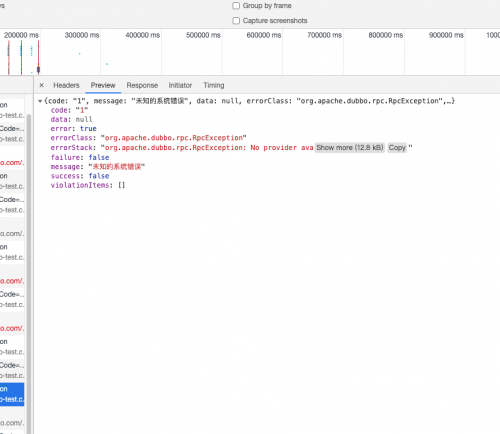 Group by frame
Capture screenshots
200000 ms 300000 ms 400000 ms 500000 ms 600000 ms 700000 ms 800000 ms 900000 ms
Headers Preview Response Initiator Timing
{code: "1", message: "未知的系统错误", data: null, errorClass: "org.apache.dubbo.rpc.RpcException",…}
code: "1"
data: null
error: true
errorClass: "org.apache.dubbo.rpc.RpcException"
errorStack: "org.apache.dubbo.rpc.RpcException: No provider ava Show more (12.8 kB) Copy "
failure: false
message: "未知的系统错误"
success: false
violationItems: []
on
o-test.c.
Code=...
o-test.c.
o.com/.
on
o-test.c.
Code=...
o-test.c.
o.com/.
on
o-test.c.
o.com/.
Code=...
o-test.c.
o.com/.
on
o-test.c.
Code=...
o-test.c.
on
o-test.c.
o.com/.